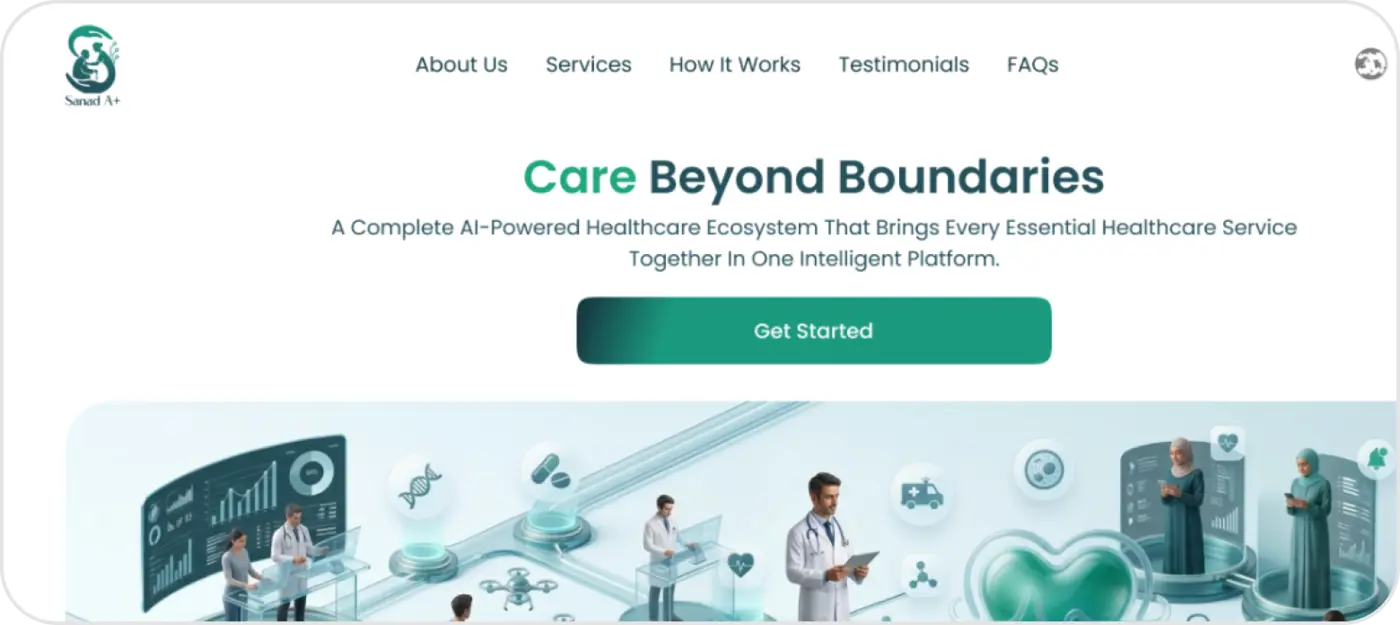 Sanad A+
About Us
Services
How It Works
Testimonials
FAQs
Care Beyond Boundaries
A Complete AI-Powered Healthcare Ecosystem That Brings Every Essential Healthcare Service
Together In One Intelligent Platform.
Get Started